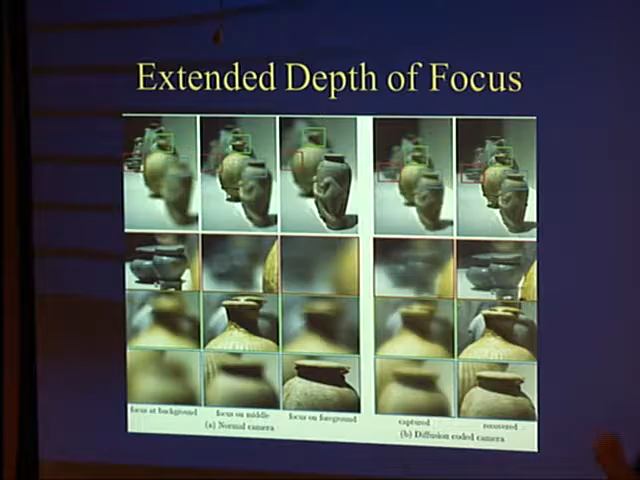 Extended Depth of Focus
focus at background focus on middle focus on foreground
(a) Normal camera
captured recovered
(b) Diffusion coded camera